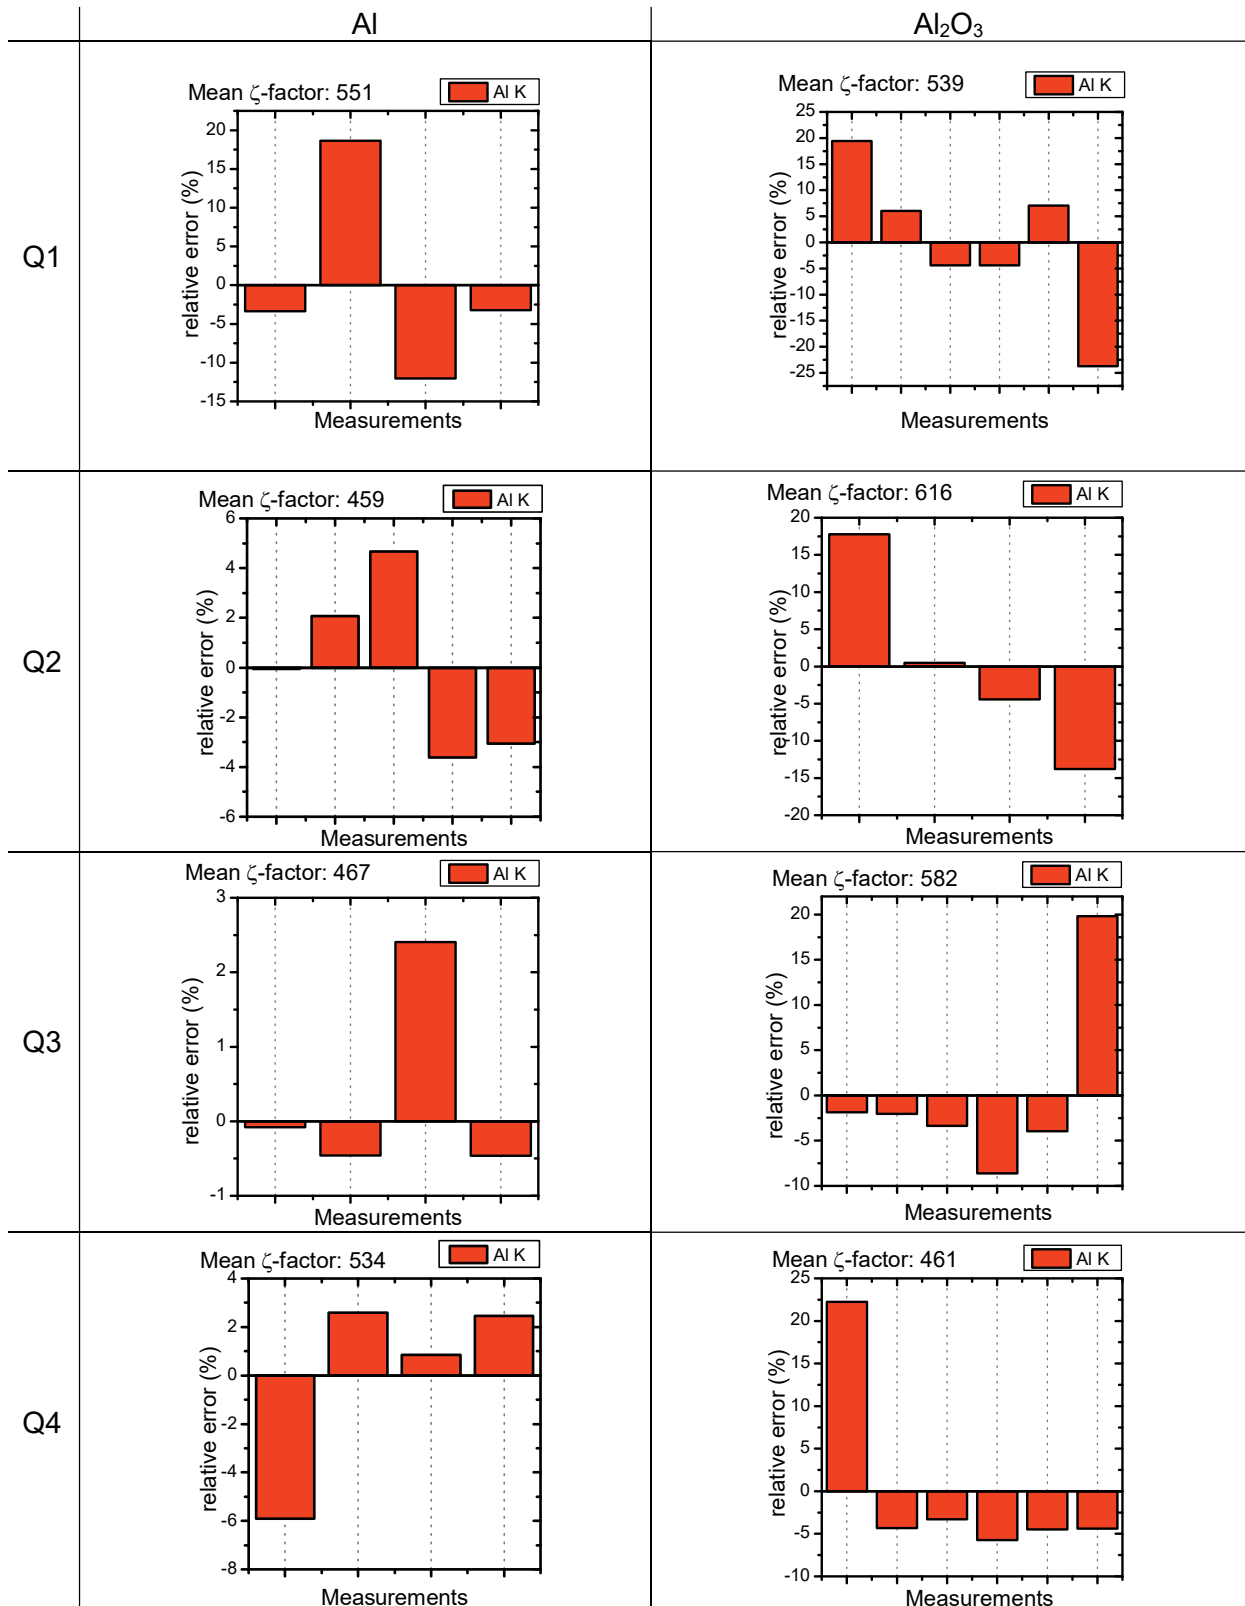 Al
Al₂O₃
Q1
Mean ζ-factor: 551
Al K
relative error (%)
20
15
10
5
0
-5
-10
-15
Measurements
Mean ζ-factor: 539
Al K
relative error (%)
25
20
15
10
5
0
-5
-10
-15
-20
-25
Measurements
Q2
Mean ζ-factor: 459
Al K
relative error (%)
6
4
2
0
-2
-4
-6
Measurements
Mean ζ-factor: 616
Al K
relative error (%)
20
15
10
5
0
-5
-10
-15
-20
Measurements
Q3
Mean ζ-factor: 467
Al K
relative error (%)
3
2
1
0
-1
Measurements
Mean ζ-factor: 582
Al K
relative error (%)
20
15
10
5
0
-5
-10
Measurements
Q4
Mean ζ-factor: 534
Al K
relative error (%)
4
2
0
-2
-4
-6
-8
Measurements
Mean ζ-factor: 461
Al K
relative error (%)
25
20
15
10
5
0
-5
-10
Measurements